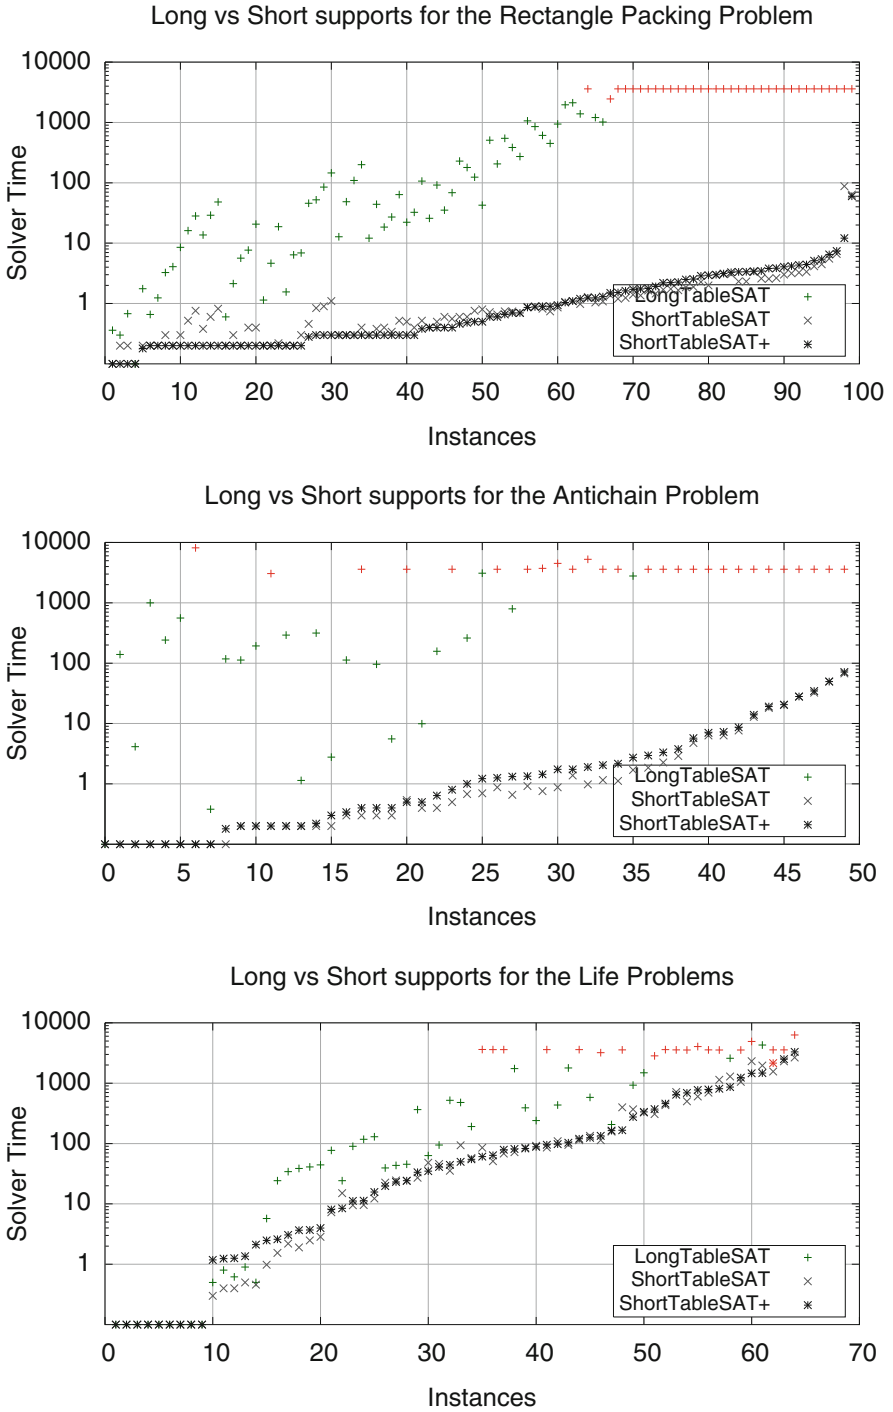 Long vs Short supports for the Rectangle Packing Problem
10000
1000
100
10
1
Solver Time
LongTableSAT
ShortTableSAT
ShortTableSAT+
0 10 20 30 40 50 60 70 80 90 100
Instances
Long vs Short supports for the Antichain Problem
10000
1000
100
10
1
Solver Time
LongTableSAT
ShortTableSAT
ShortTableSAT+
0 5 10 15 20 25 30 35 40 45 50
Instances
Long vs Short supports for the Life Problems
10000
1000
100
10
1
Solver Time
LongTableSAT
ShortTableSAT
ShortTableSAT+
0 10 20 30 40 50 60 70
Instances